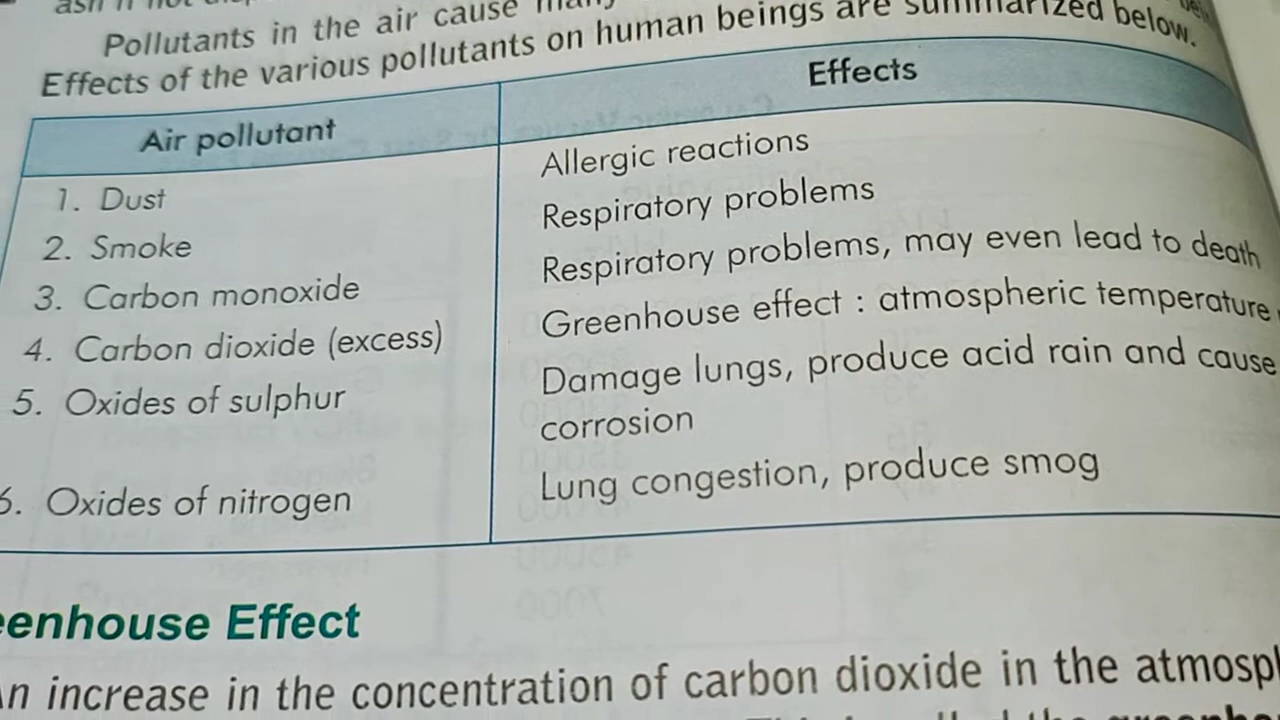 Pollutants in the air cause
Effects of the various pollutants on human beings are summarized below.
Air pollutant Effects
1. Dust Allergic reactions
2. Smoke Respiratory problems
3. Carbon monoxide Respiratory problems, may even lead to death
4. Carbon dioxide (excess) Greenhouse effect : atmospheric temperature
5. Oxides of sulphur Damage lungs, produce acid rain and cause
corrosion
6. Oxides of nitrogen Lung congestion, produce smog
eenhouse Effect
An increase in the concentration of carbon dioxide in the atmosph